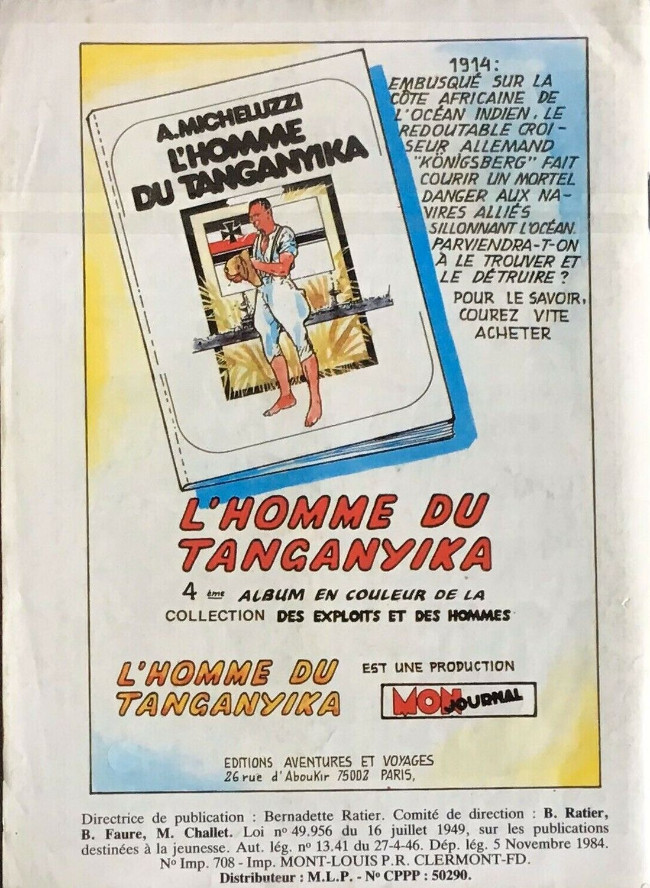 A. MICHELUZZI
L'HOMME
DU TANGANYIKA
1914:
EMBUSQUÉ SUR LA
CÔTE AFRICAINE DE
L'OCÉAN INDIEN, LE
REDOUTABLE CROI-
SEUR ALLEMAND
"KÖNIGSBERG" FAIT
COURIR UN MORTEL
DANGER AUX NA-
VIRES ALLIÉS
SILLONNANT L'OCÉAN.
PARVIENDRA-T-ON
À LE TROUVER ET
LE DÉTRUIRE ?
POUR LE SAVOIR,
COUREZ VITE
ACHETER
L'HOMME DU
TANGANYIKA
4 ème ALBUM EN COULEUR DE LA
COLLECTION DES EXPLOITS ET DES HOMMES
L'HOMME DU
TANGANYIKA
EST UNE PRODUCTION
MON JOURNAL
EDITIONS AVENTURES ET VOYAGES
26 rue d'Aboukir 75002 PARIS,
Directrice de publication : Bernadette Ratier. Comité de direction : B. Ratier,
B. Faure, M. Challet. Loi nº 49.956 du 16 juillet 1949, sur les publications
destinées à la jeunesse. Aut. lég. nº 13.41 du 27-4-46. Dép. lég. 5 Novembre 1984.
Nº Imp. 708 - Imp. MONT-LOUIS P.R. CLERMONT-FD.
Distributeur : M.L.P. - Nº CPPP : 50290.